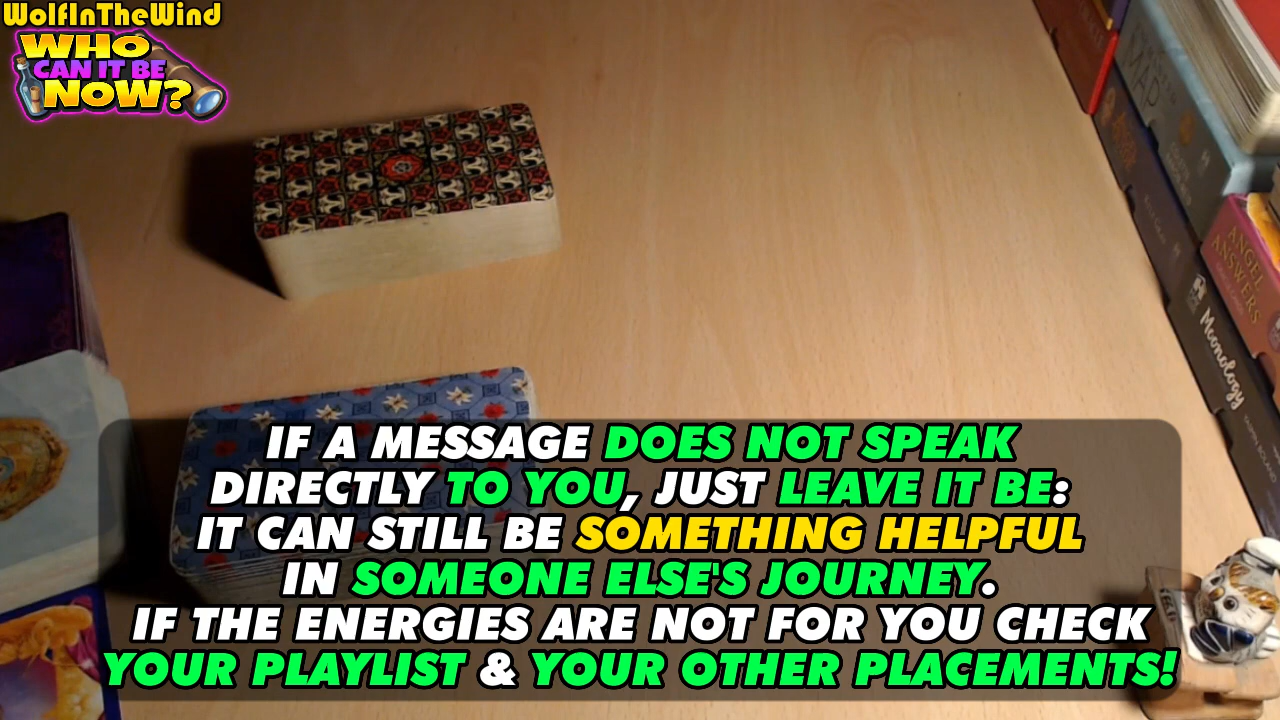 WolfInTheWind
WHO
CAN IT BE
NOW?
ANGEL
ANSWERS
Moonology
IF A MESSAGE DOES NOT SPEAK
DIRECTLY TO YOU, JUST LEAVE IT BE:
IT CAN STILL BE SOMETHING HELPFUL
IN SOMEONE ELSE'S JOURNEY.
IF THE ENERGIES ARE NOT FOR YOU CHECK
YOUR PLAYLIST & YOUR OTHER PLACEMENTS!